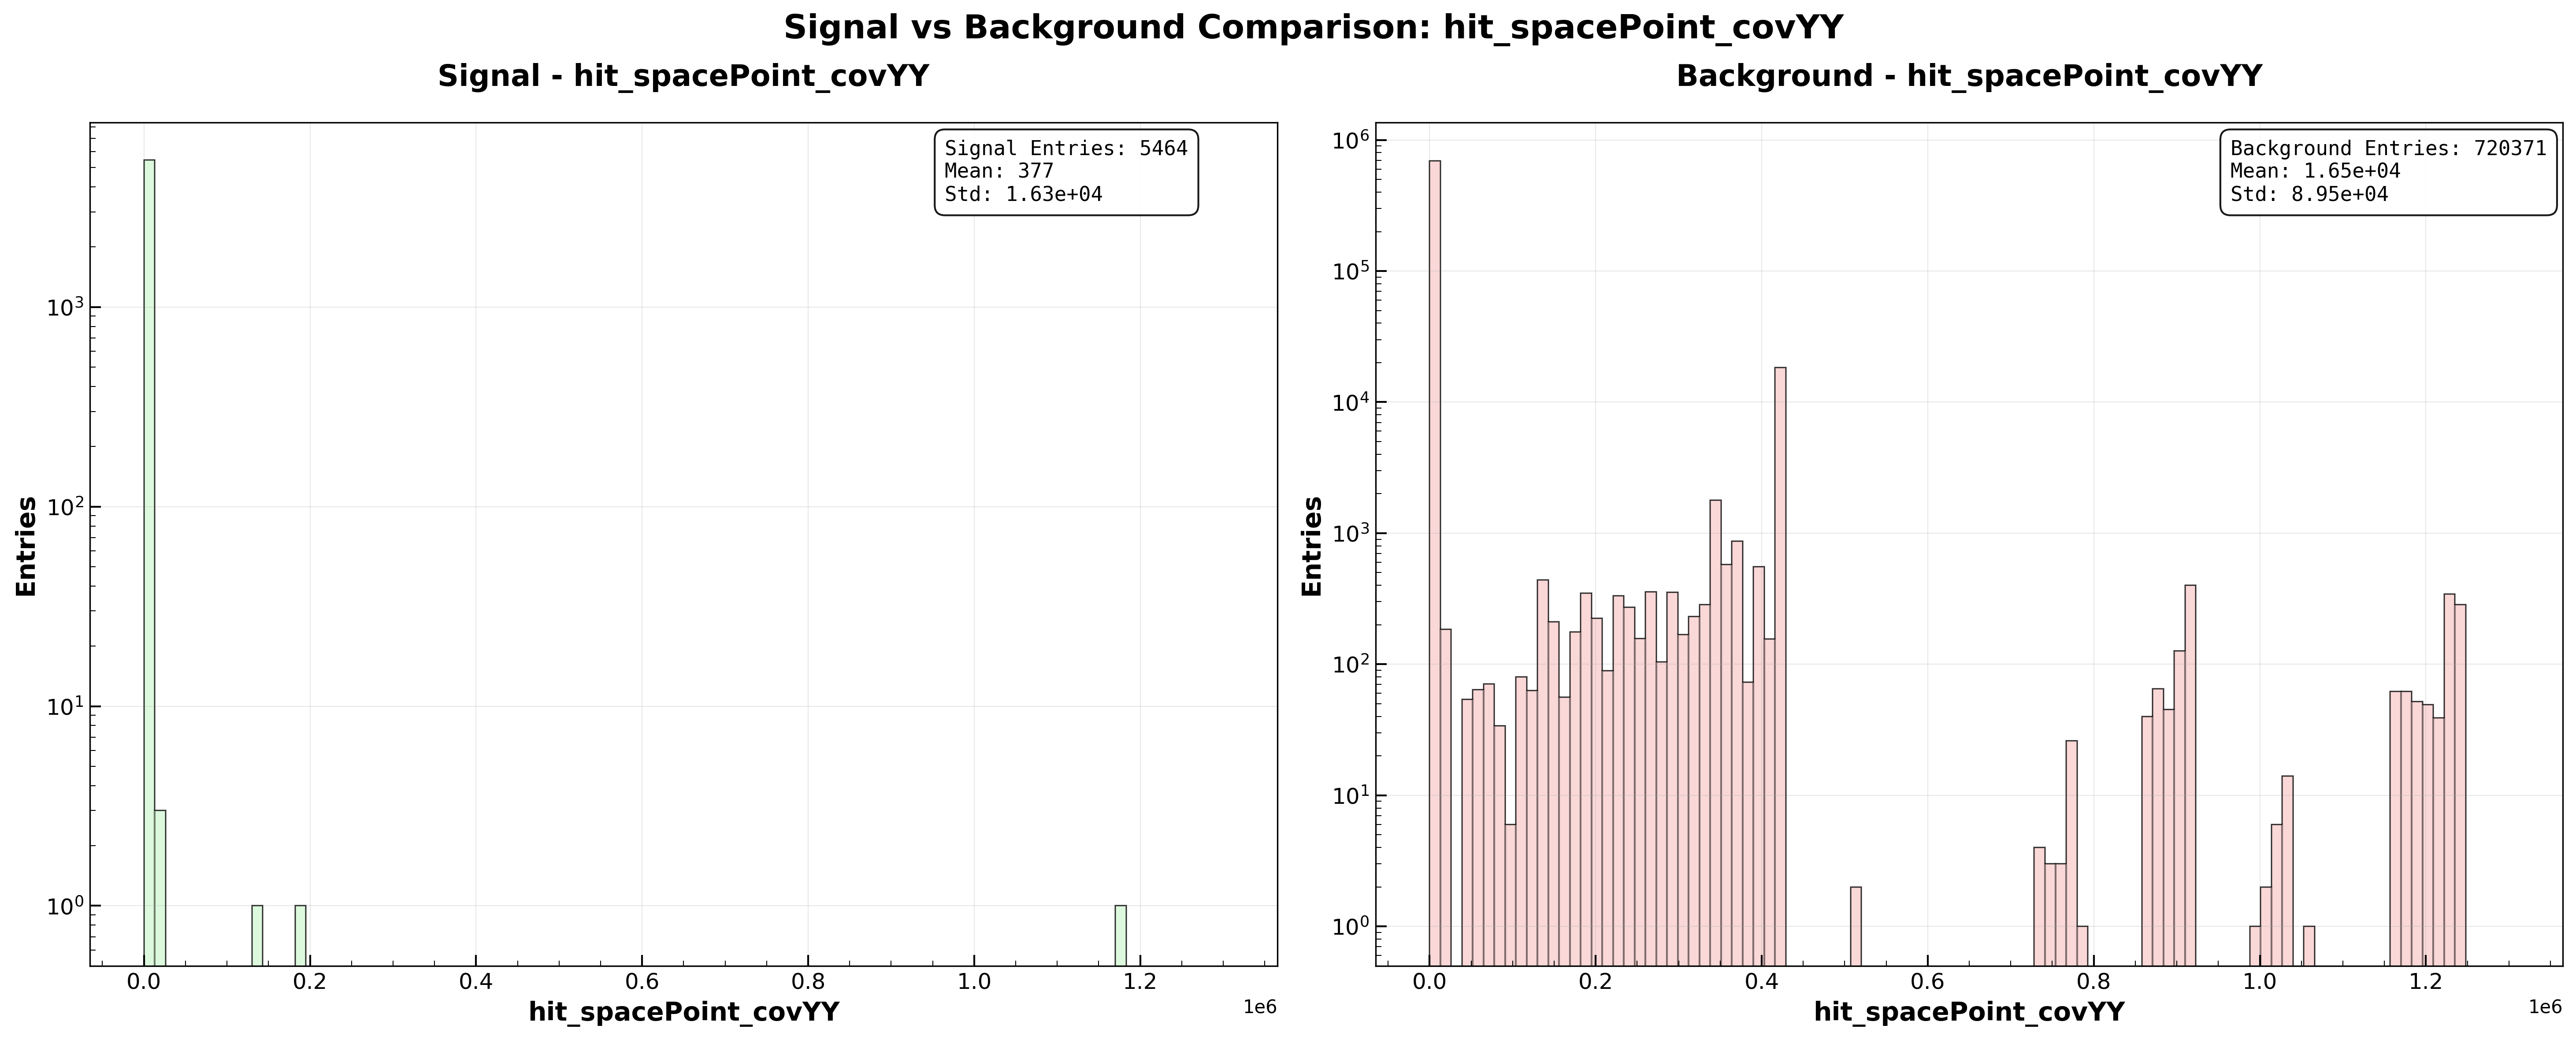 Signal vs Background Comparison: hit_spacePoint_covYY
Signal - hit_spacePoint_covYY
Signal Entries: 5464
Mean: 377
Std: 1.63e+04
10^3
10^2
10^1
10^0
Entries
0.0 0.2 0.4 0.6 0.8 1.0 1.2
1e6
hit_spacePoint_covYY
Background - hit_spacePoint_covYY
Background Entries: 720371
Mean: 1.65e+04
Std: 8.95e+04
10^6
10^5
10^4
10^3
10^2
10^1
10^0
Entries
0.0 0.2 0.4 0.6 0.8 1.0 1.2
1e6
hit_spacePoint_covYY